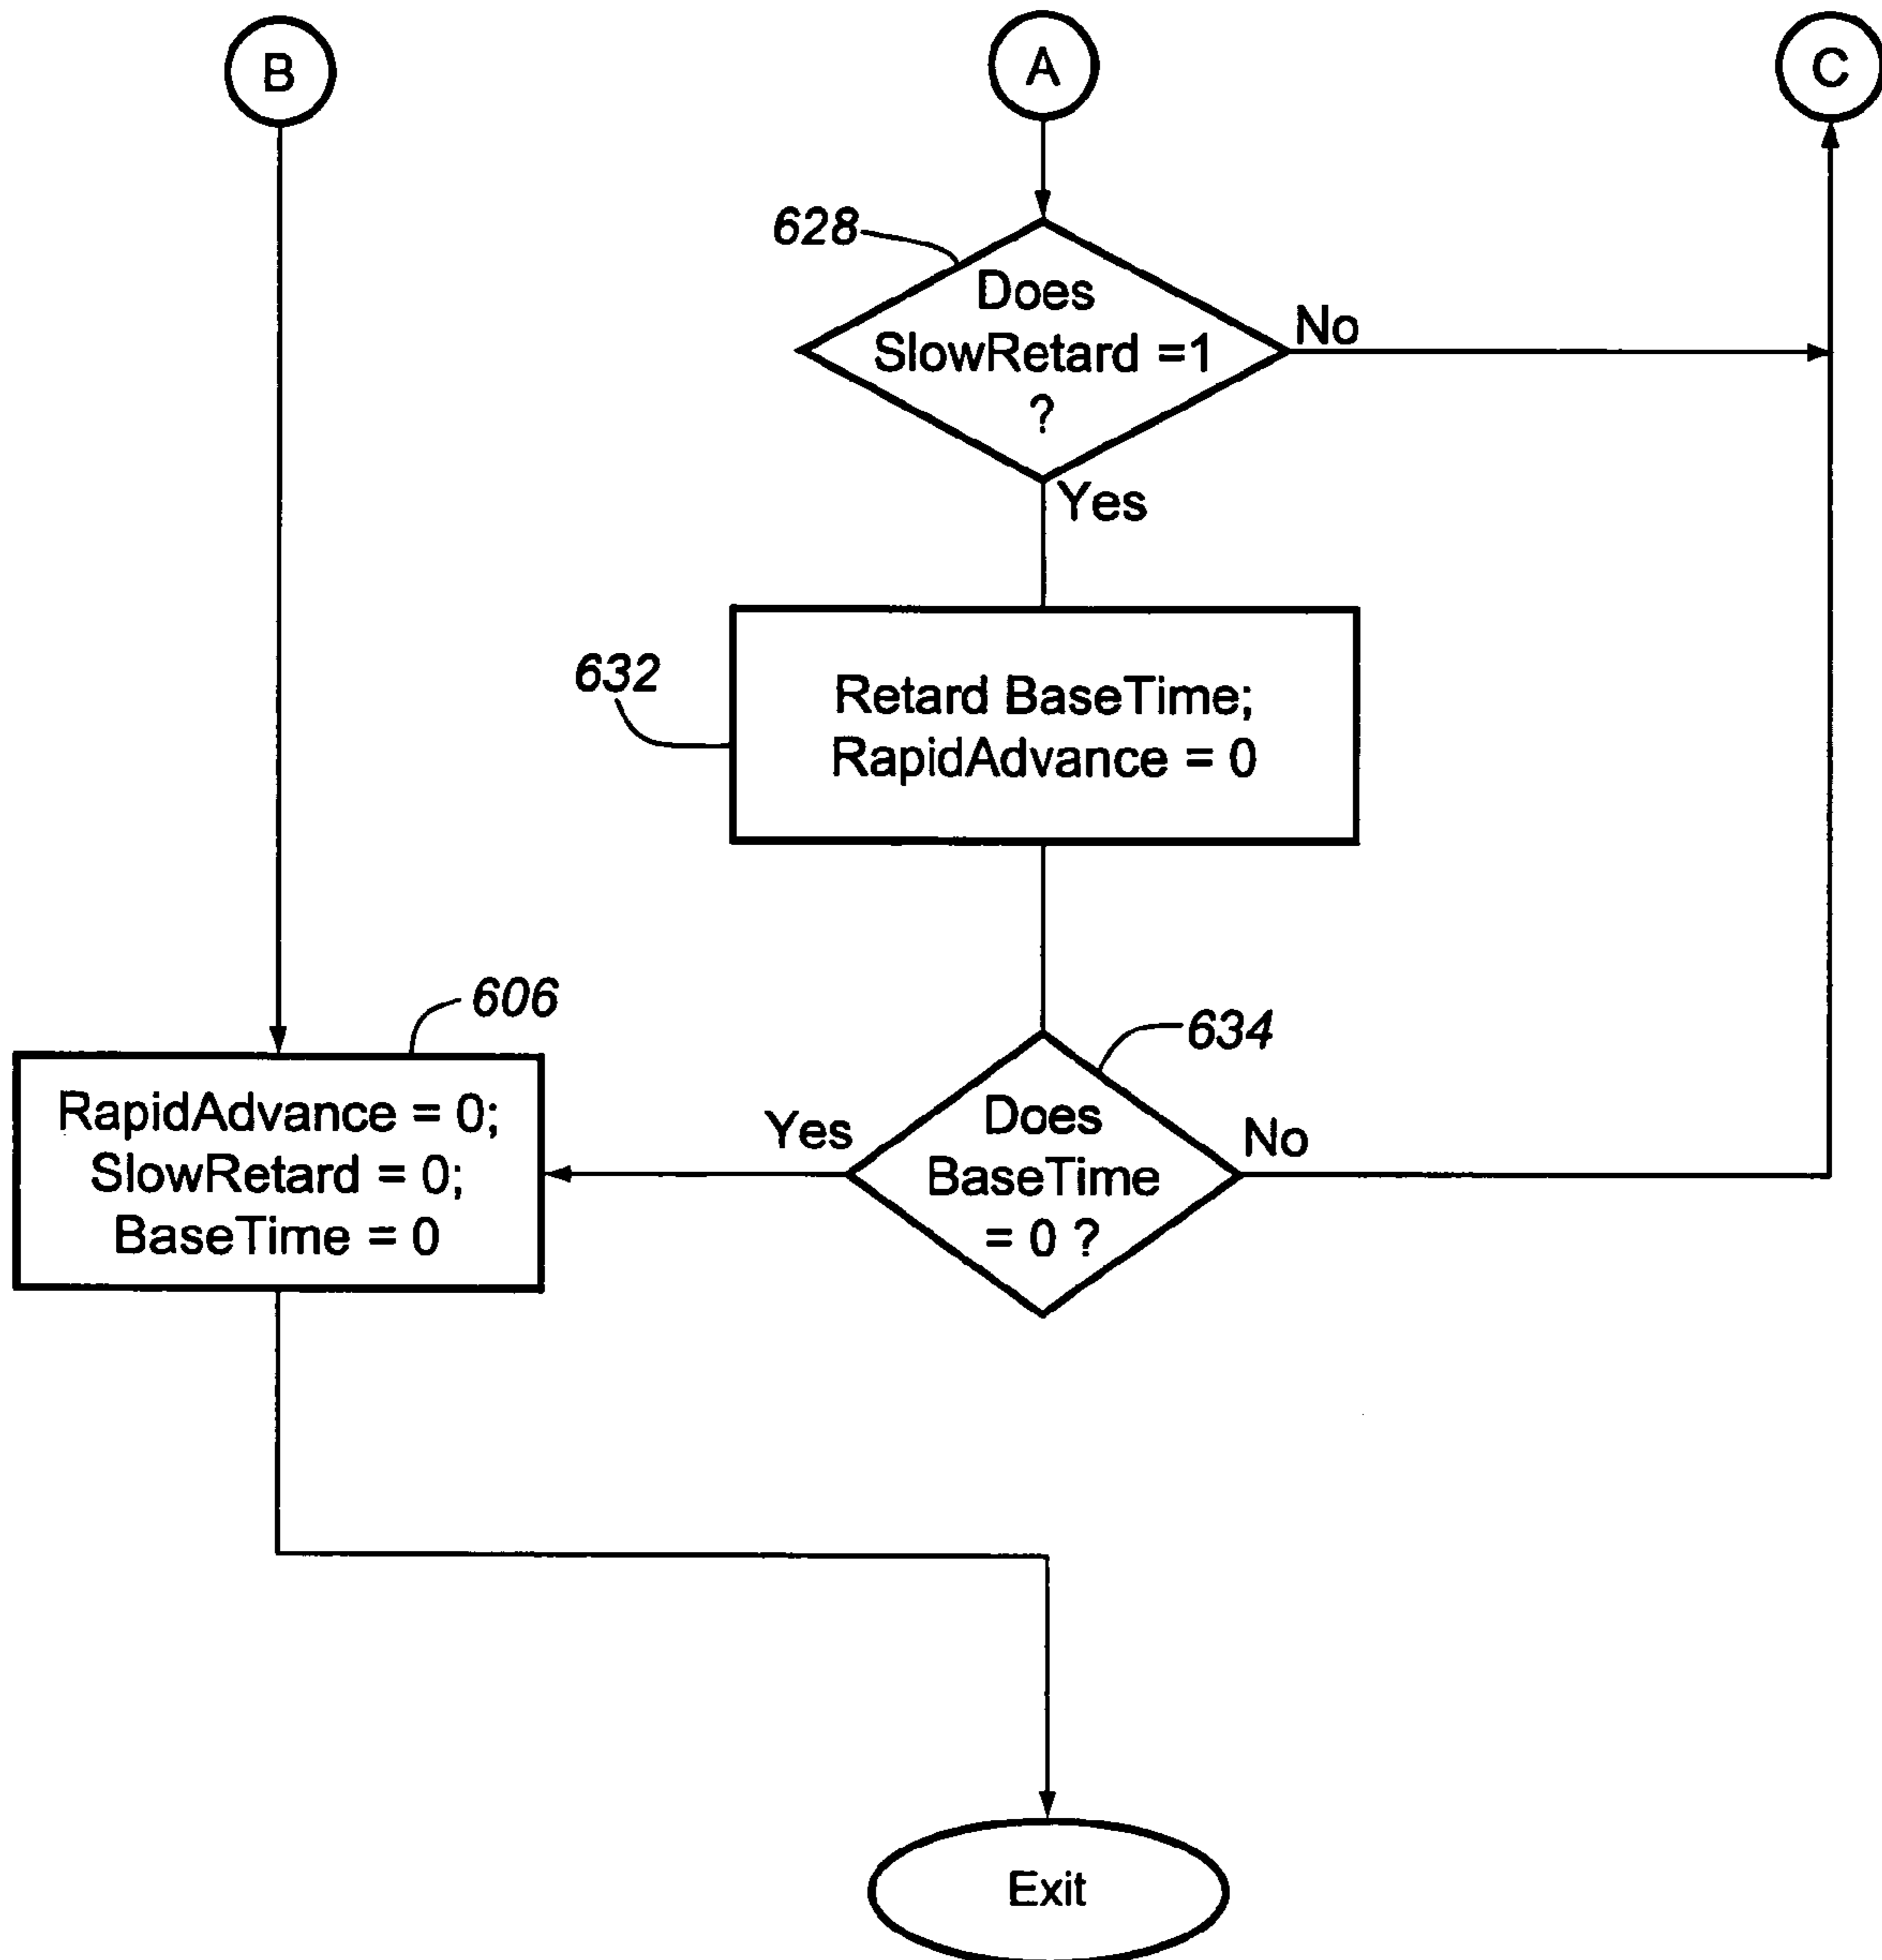 B
A
C
628
Does
SlowRetard =1
?
No
Yes
632
Retard BaseTime;
RapidAdvance = 0
606
634
RapidAdvance = 0;
SlowRetard = 0;
BaseTime = 0
Yes
Does
BaseTime
= 0 ?
No
Exit